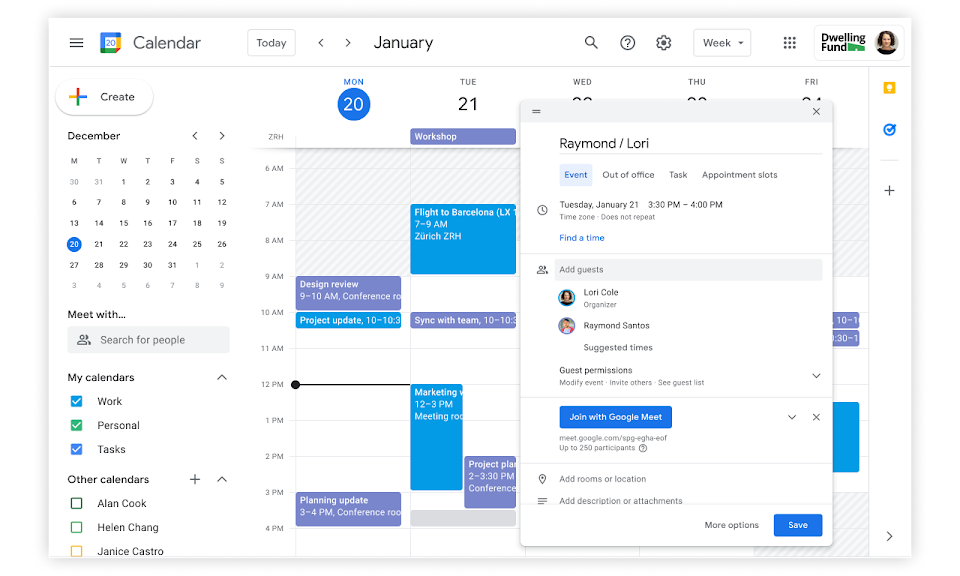 20
Calendar
Today
January
Week
Dwelling
Fund
Create
December
M T W T F S S
30 31 1 2 3 4 5
6 7 8 9 10 11 12
13 14 15 16 17 18 19
20 21 22 23 24 25 26
27 28 29 30 31 1 2
3 4 5 6 7 8 9
Meet with...
Search for people
My calendars
Work
Personal
Tasks
Other calendars
Alan Cook
Helen Chang
Janice Castro
MON
20
TUE
21
WED
THU
FRI
ZRH
Workshop
6 AM
7 AM
8 AM
9 AM
10 AM
11 AM
12 PM
1 PM
2 PM
3 PM
4 PM
Design review
9–10 AM, Conference ro
Project update, 10–10:3
Planning update
3–4 PM, Conference roo
Flight to Barcelona (LX 1
7–9 AM
Zürich ZRH
Sync with team, 10–10:3
Marketing
12–3 PM
Meeting roo
Project plan
2–3:30 PM
Conference
10–1
0:30–1
Raymond / Lori
Event Out of office Task Appointment slots
Tuesday, January 21 3:30 PM – 4:00 PM
Time zone · Does not repeat
Find a time
Add guests
Lori Cole
Organizer
Raymond Santos
Suggested times
Guest permissions
Modify event · Invite others · See guest list
Join with Google Meet
meet.google.com/spg-egha-eof
Up to 250 participants
Add rooms or location
Add description or attachments
More options
Save